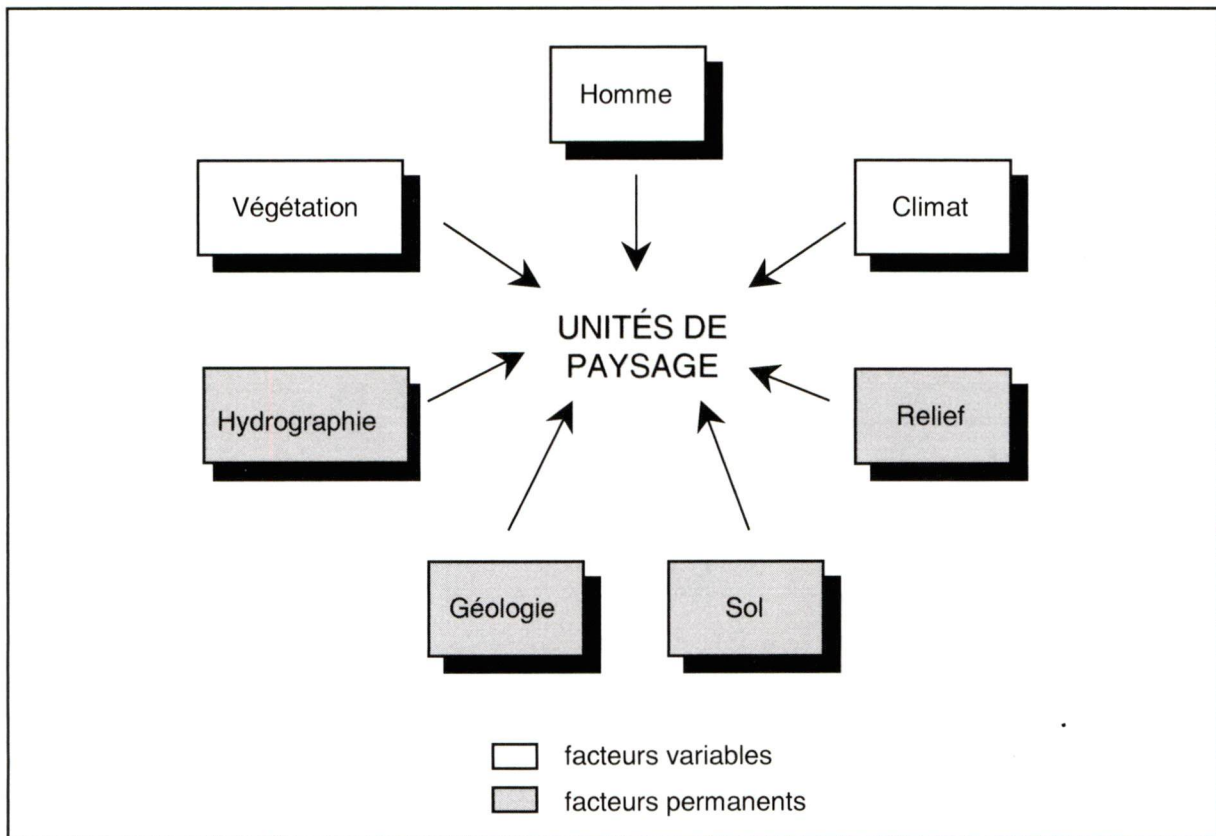 Homme
Végétation
Climat
UNITÉS DE
PAYSAGE
Hydrographie
Relief
Géologie
Sol
facteurs variables
facteurs permanents